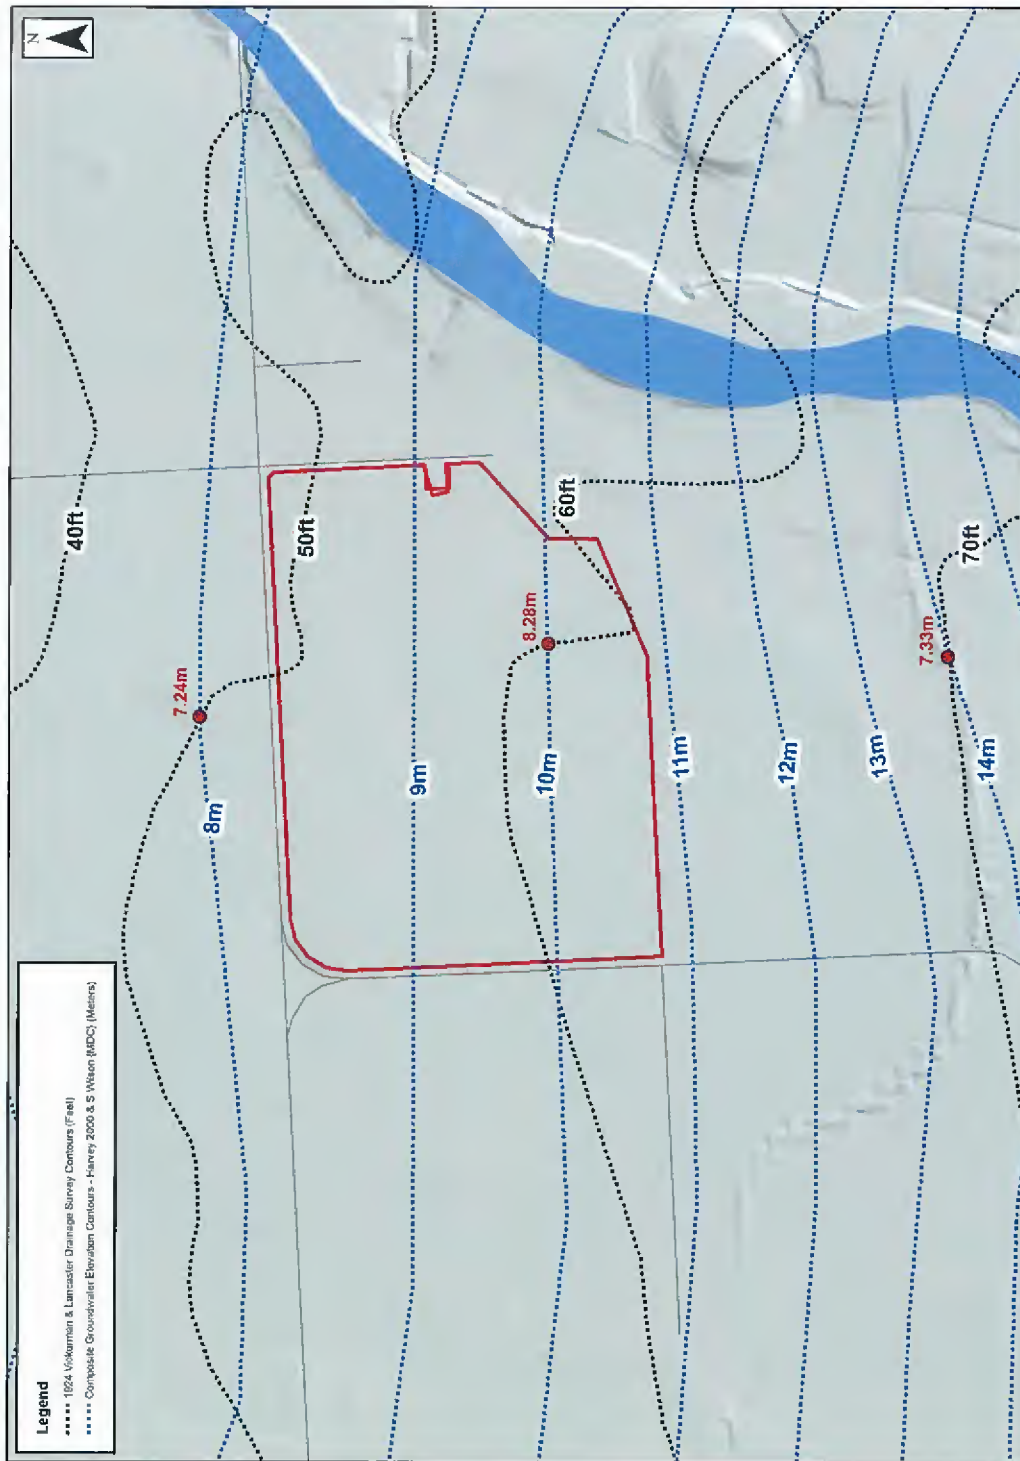 N
40ft
50ft
7.24m
8m
9m
8.28m
60ft
10m
11m
12m
13m
7.33m
70ft
14m
Legend
1924 Vickerman & Lancaster Drainage Survey Contours (Feet)
Composite Groundwater Elevation Contours - Harvey 2000 & S Wilson (MDC) (Meters)